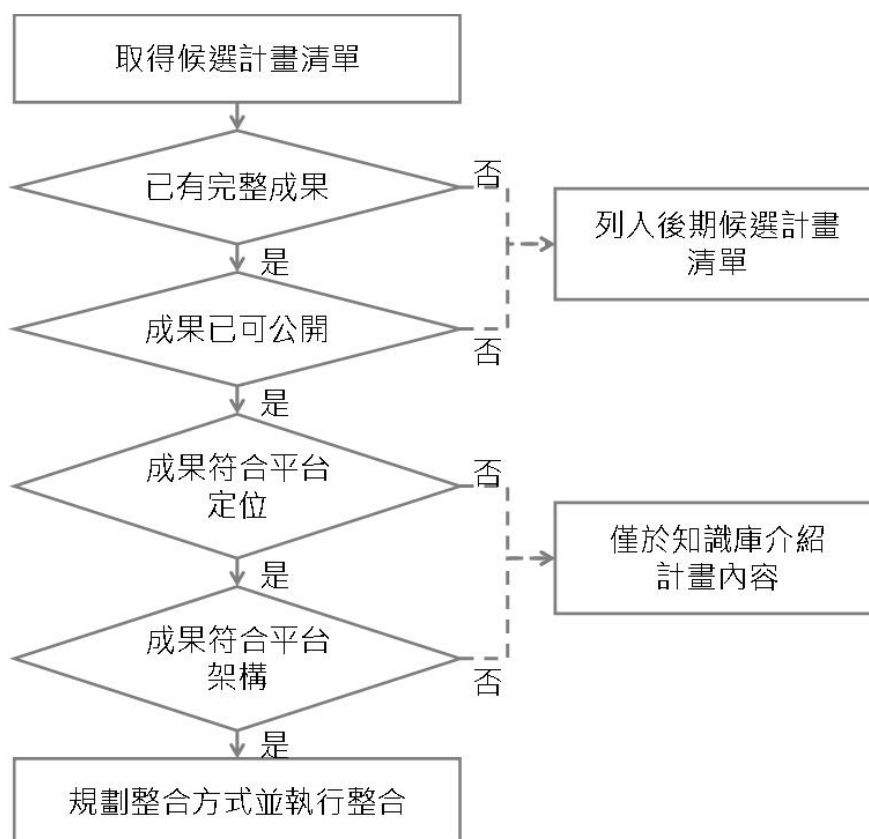 取得候選計畫清單
已有完整成果
否
列入後期候選計畫
清單
是
成果已可公開
否
是
成果符合平台
定位
否
僅於知識庫介紹
計畫內容
是
成果符合平台
架構
否
是
規劃整合方式並執行整合